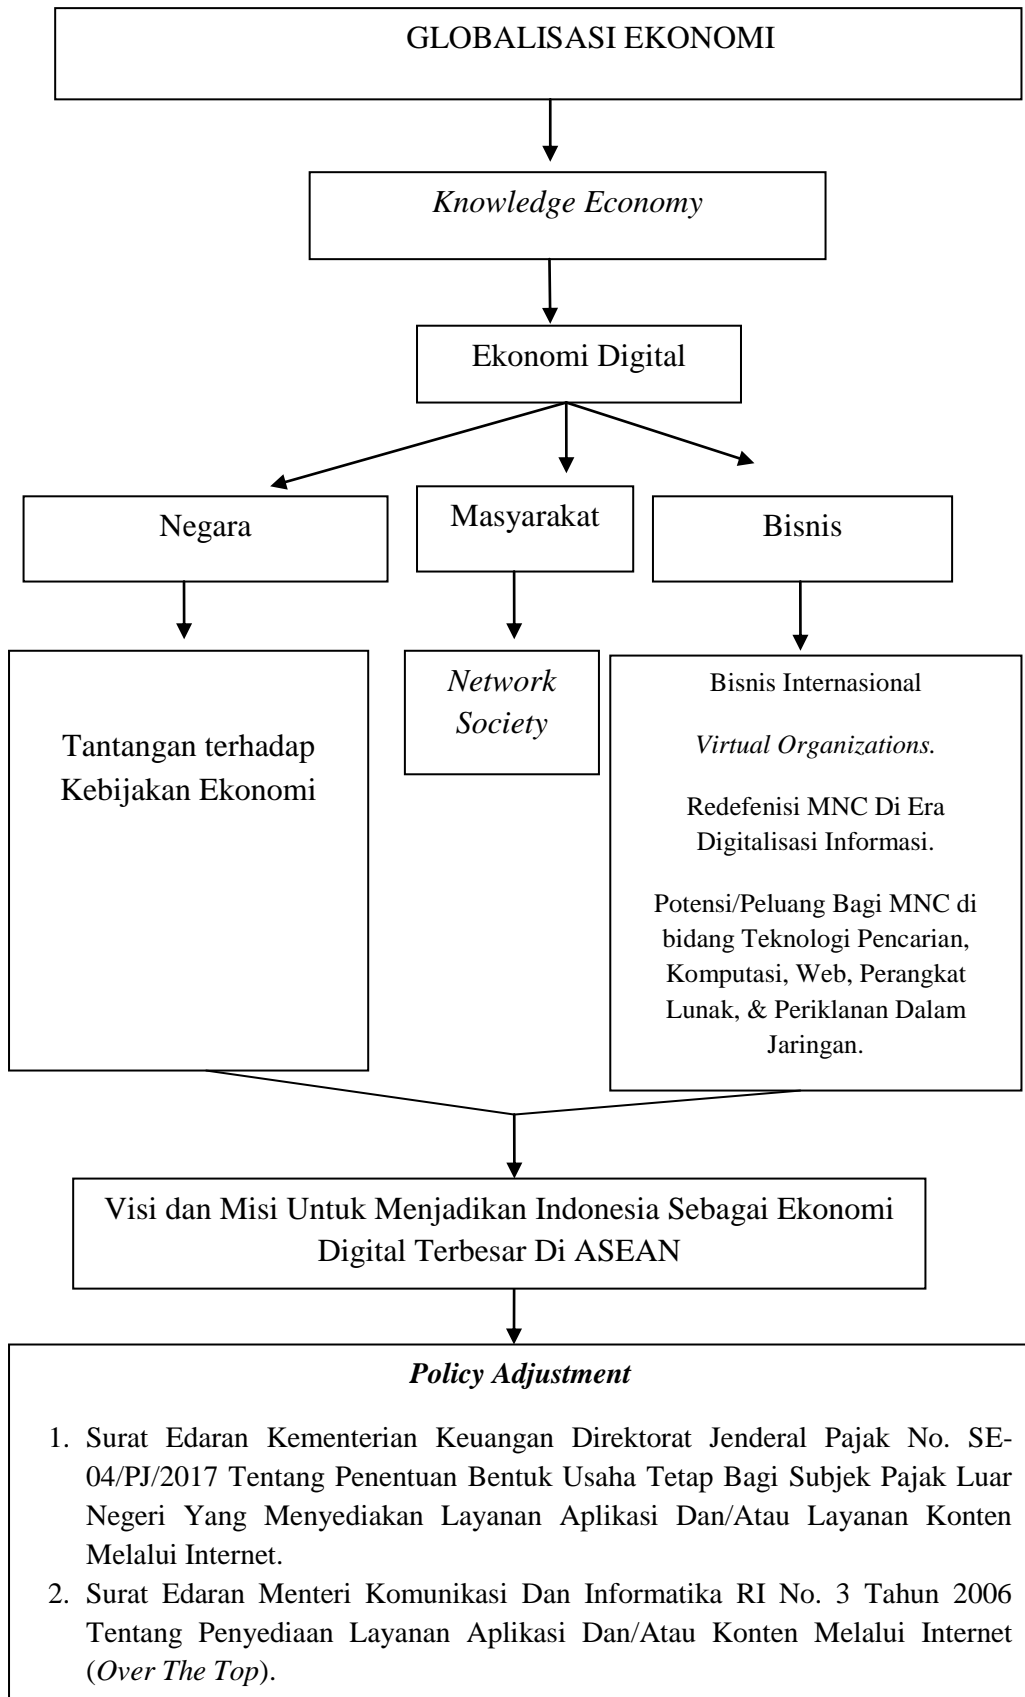 GLOBALISASI EKONOMI
Knowledge Economy
Ekonomi Digital
Negara
Masyarakat
Bisnis
Tantangan terhadap
Kebijakan Ekonomi
Network
Society
Bisnis Internasional
Virtual Organizations.
Redefenisi MNC Di Era
Digitalisasi Informasi.
Potensi/Peluang Bagi MNC di
bidang Teknologi Pencarian,
Komputasi, Web, Perangkat
Lunak, & Periklanan Dalam
Jaringan.
Visi dan Misi Untuk Menjadikan Indonesia Sebagai Ekonomi
Digital Terbesar Di ASEAN
Policy Adjustment
1. Surat Edaran Kementerian Keuangan Direktorat Jenderal Pajak No. SE-
04/PJ/2017 Tentang Penentuan Bentuk Usaha Tetap Bagi Subjek Pajak Luar
Negeri Yang Menyediakan Layanan Aplikasi Dan/Atau Layanan Konten
Melalui Internet.
2. Surat Edaran Menteri Komunikasi Dan Informatika RI No. 3 Tahun 2006
Tentang Penyediaan Layanan Aplikasi Dan/Atau Konten Melalui Internet
(Over The Top).